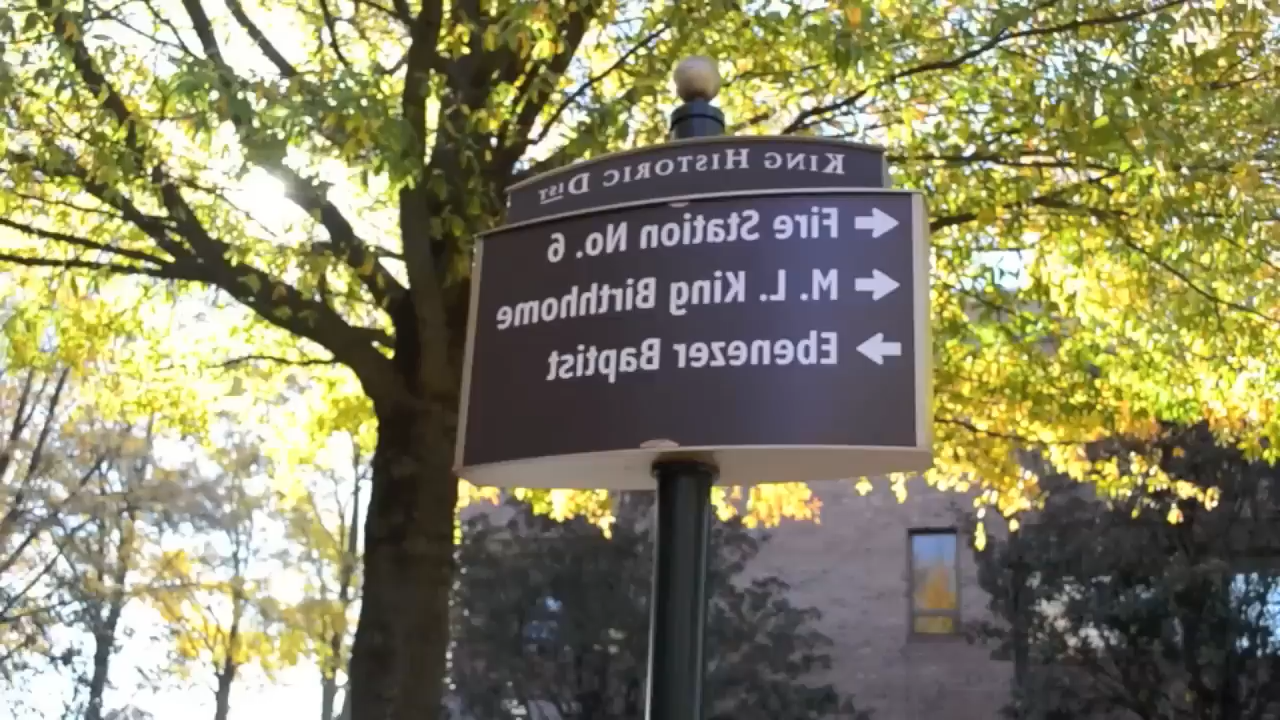 KING HISTORIC DIST
Fire Station No. 6
M. L. King Birthhome
Ebenezer Baptist